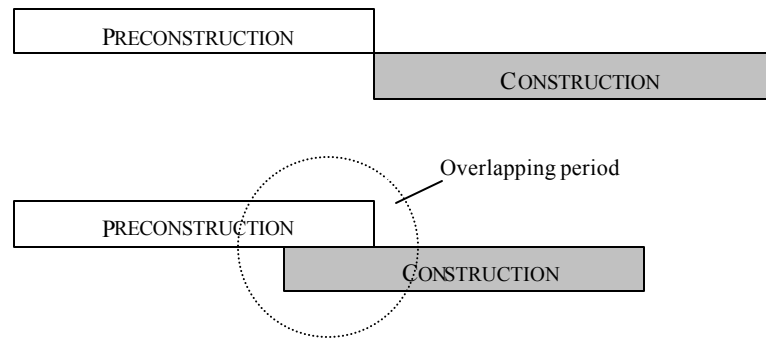 PRECONSTRUCTION
CONSTRUCTION
Overlapping period
PRECONSTRUCTION
CONSTRUCTION